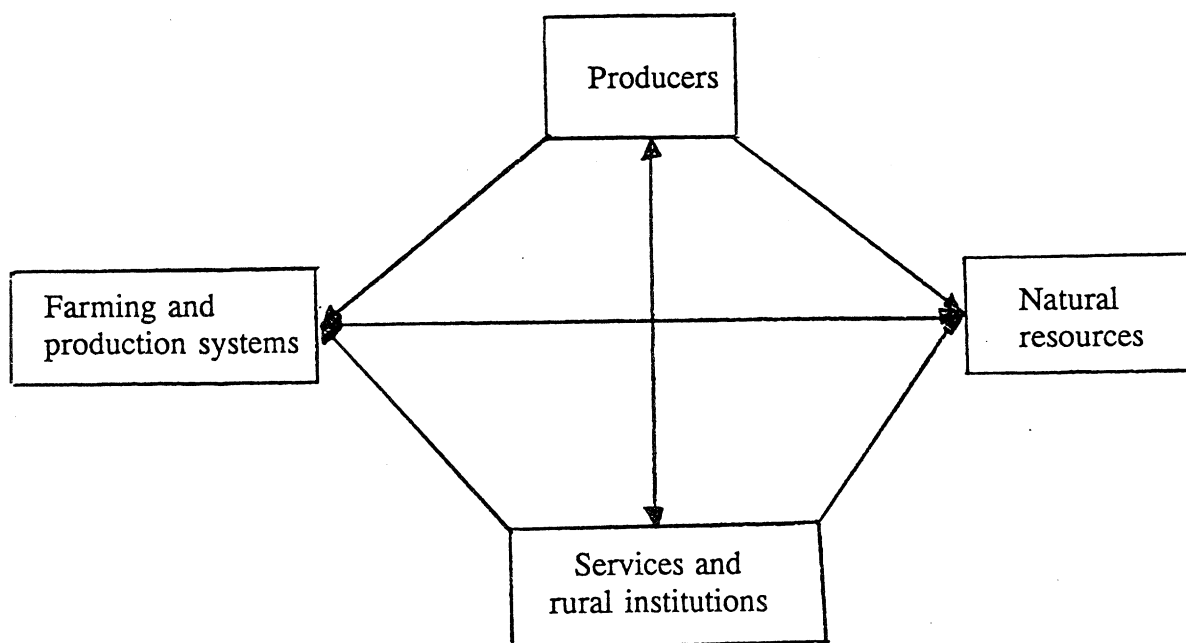 Producers
Farming and
production systems
Natural
resources
Services and
rural institutions